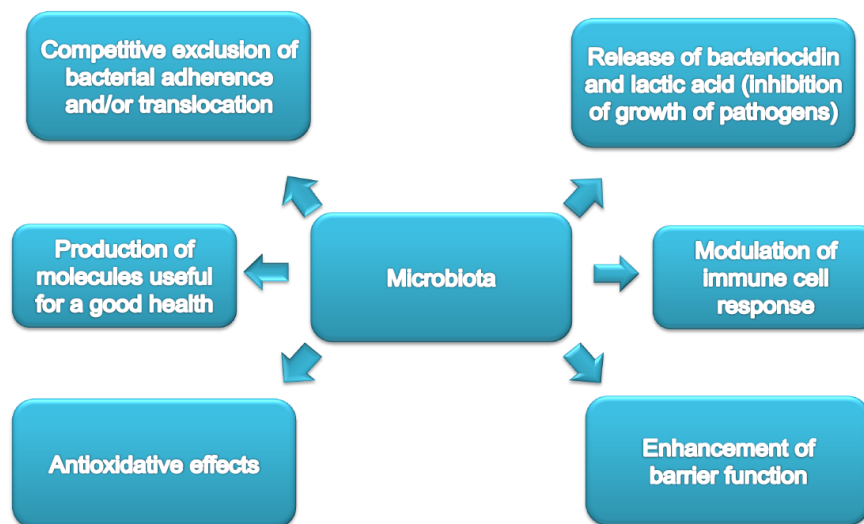 Competitive exclusion of
bacterial adherence
and/or translocation
Release of bacteriocidin
and lactic acid (inhibition
of growth of pathogens)
Production of
molecules useful
for a good health
Microbiota
Modulation of
immune cell
response
Antioxidative effects
Enhancement of
barrier function